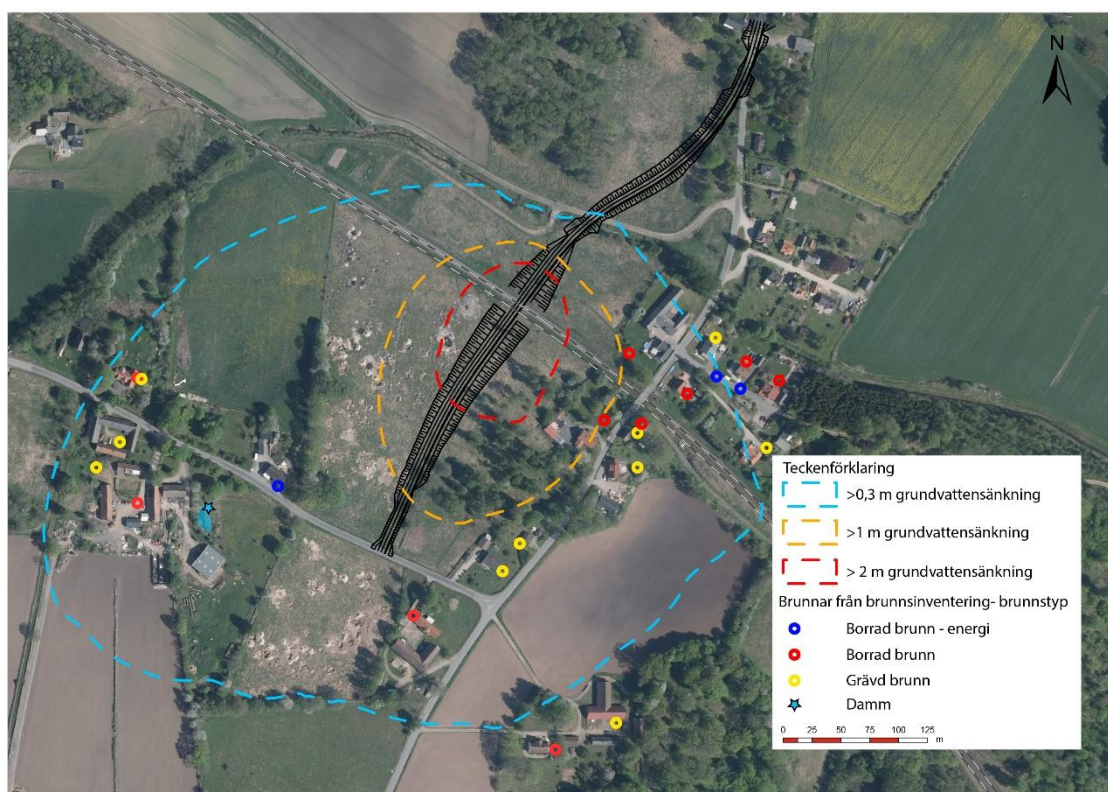 N
Teckenförklaring
>0,3 m grundvattensänkning
>1 m grundvattensänkning
> 2 m grundvattensänkning
Brunnar från brunnsinventering- brunnstyp
Borrad brunn - energi
Borrad brunn
Grävd brunn
Damm
0 25 50 75 100 125
m